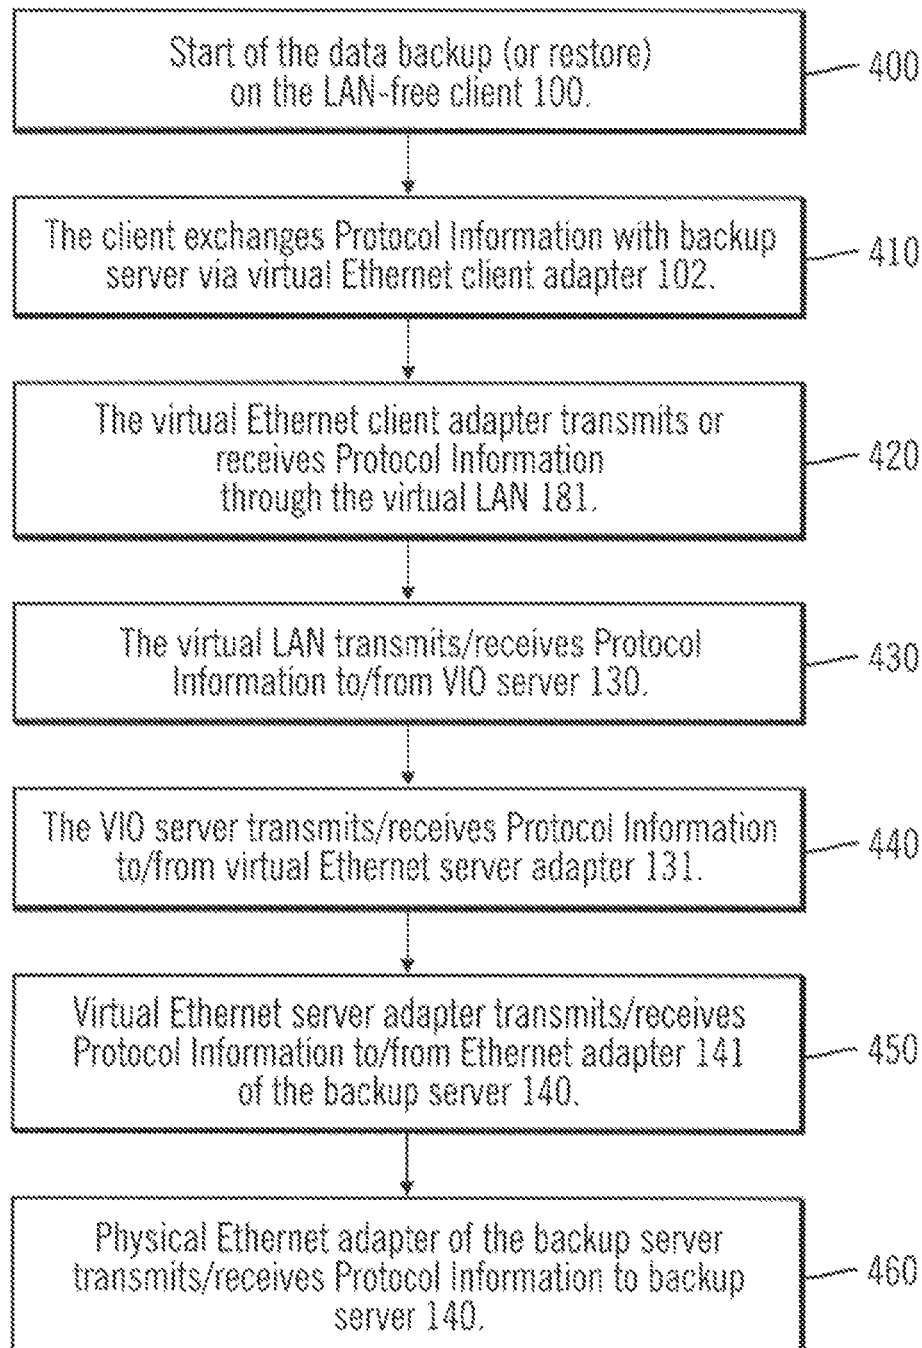 Start of the data backup (or restore)
on the LAN-free client 100.
400
The client exchanges Protocol Information with backup
server via virtual Ethernet client adapter 102.
410
The virtual Ethernet client adapter transmits or
receives Protocol Information
through the virtual LAN 181.
420
The virtual LAN transmits/receives Protocol
Information to/from VIO server 130.
430
The VIO server transmits/receives Protocol Information
to/from virtual Ethernet server adapter 131.
440
Virtual Ethernet server adapter transmits/receives
Protocol Information to/from Ethernet adapter 141
of the backup server 140.
450
Physical Ethernet adapter of the backup server
transmits/receives Protocol Information to backup
server 140.
460